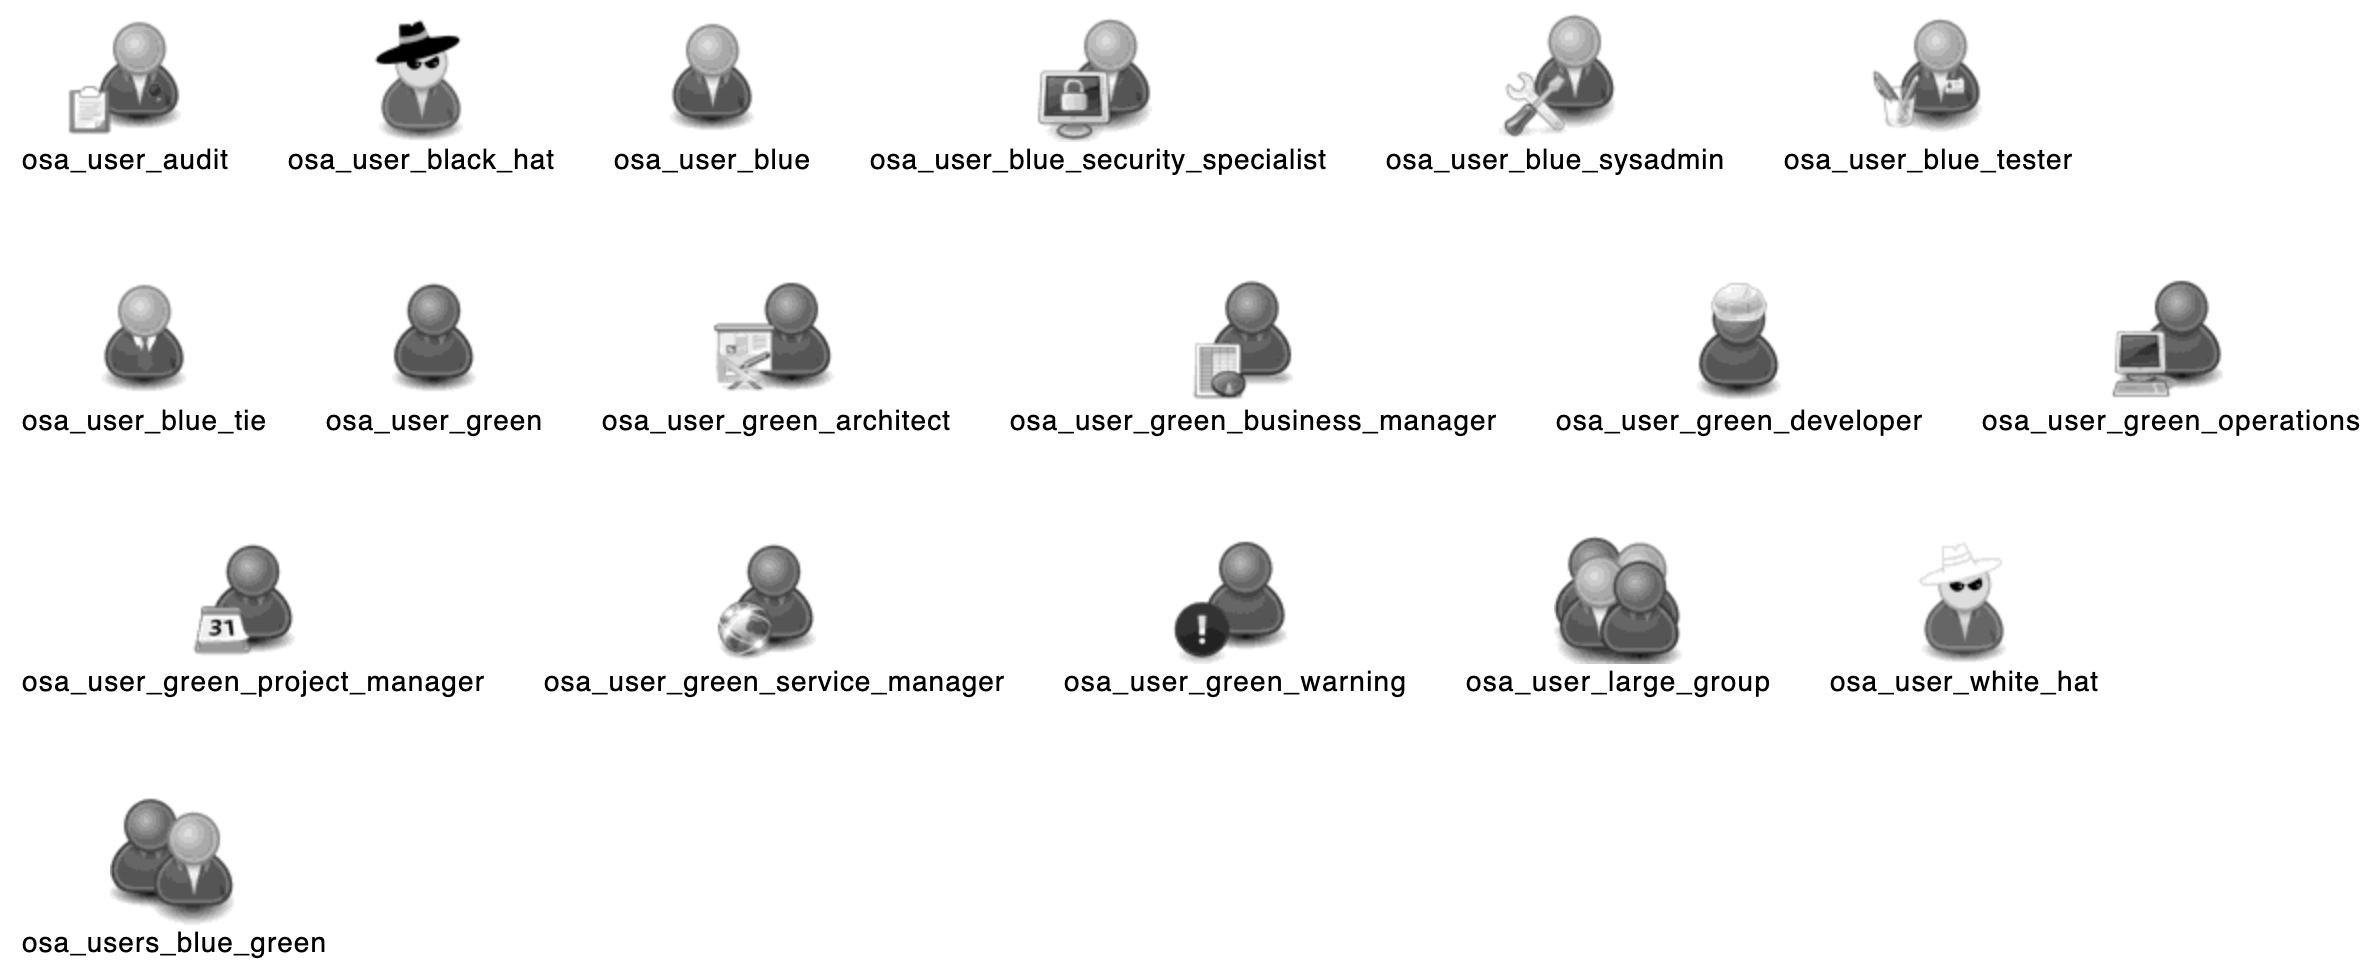 osa_user_audit osa_user_black_hat osa_user_blue osa_user_blue_security_specialist osa_user_blue_sysadmin osa_user_blue_tester
osa_user_blue_tie osa_user_green osa_user_green_architect osa_user_green_business_manager osa_user_green_developer osa_user_green_operations
31 !
osa_user_green_project_manager osa_user_green_service_manager osa_user_green_warning osa_user_large_group osa_user_white_hat
osa_users_blue_green